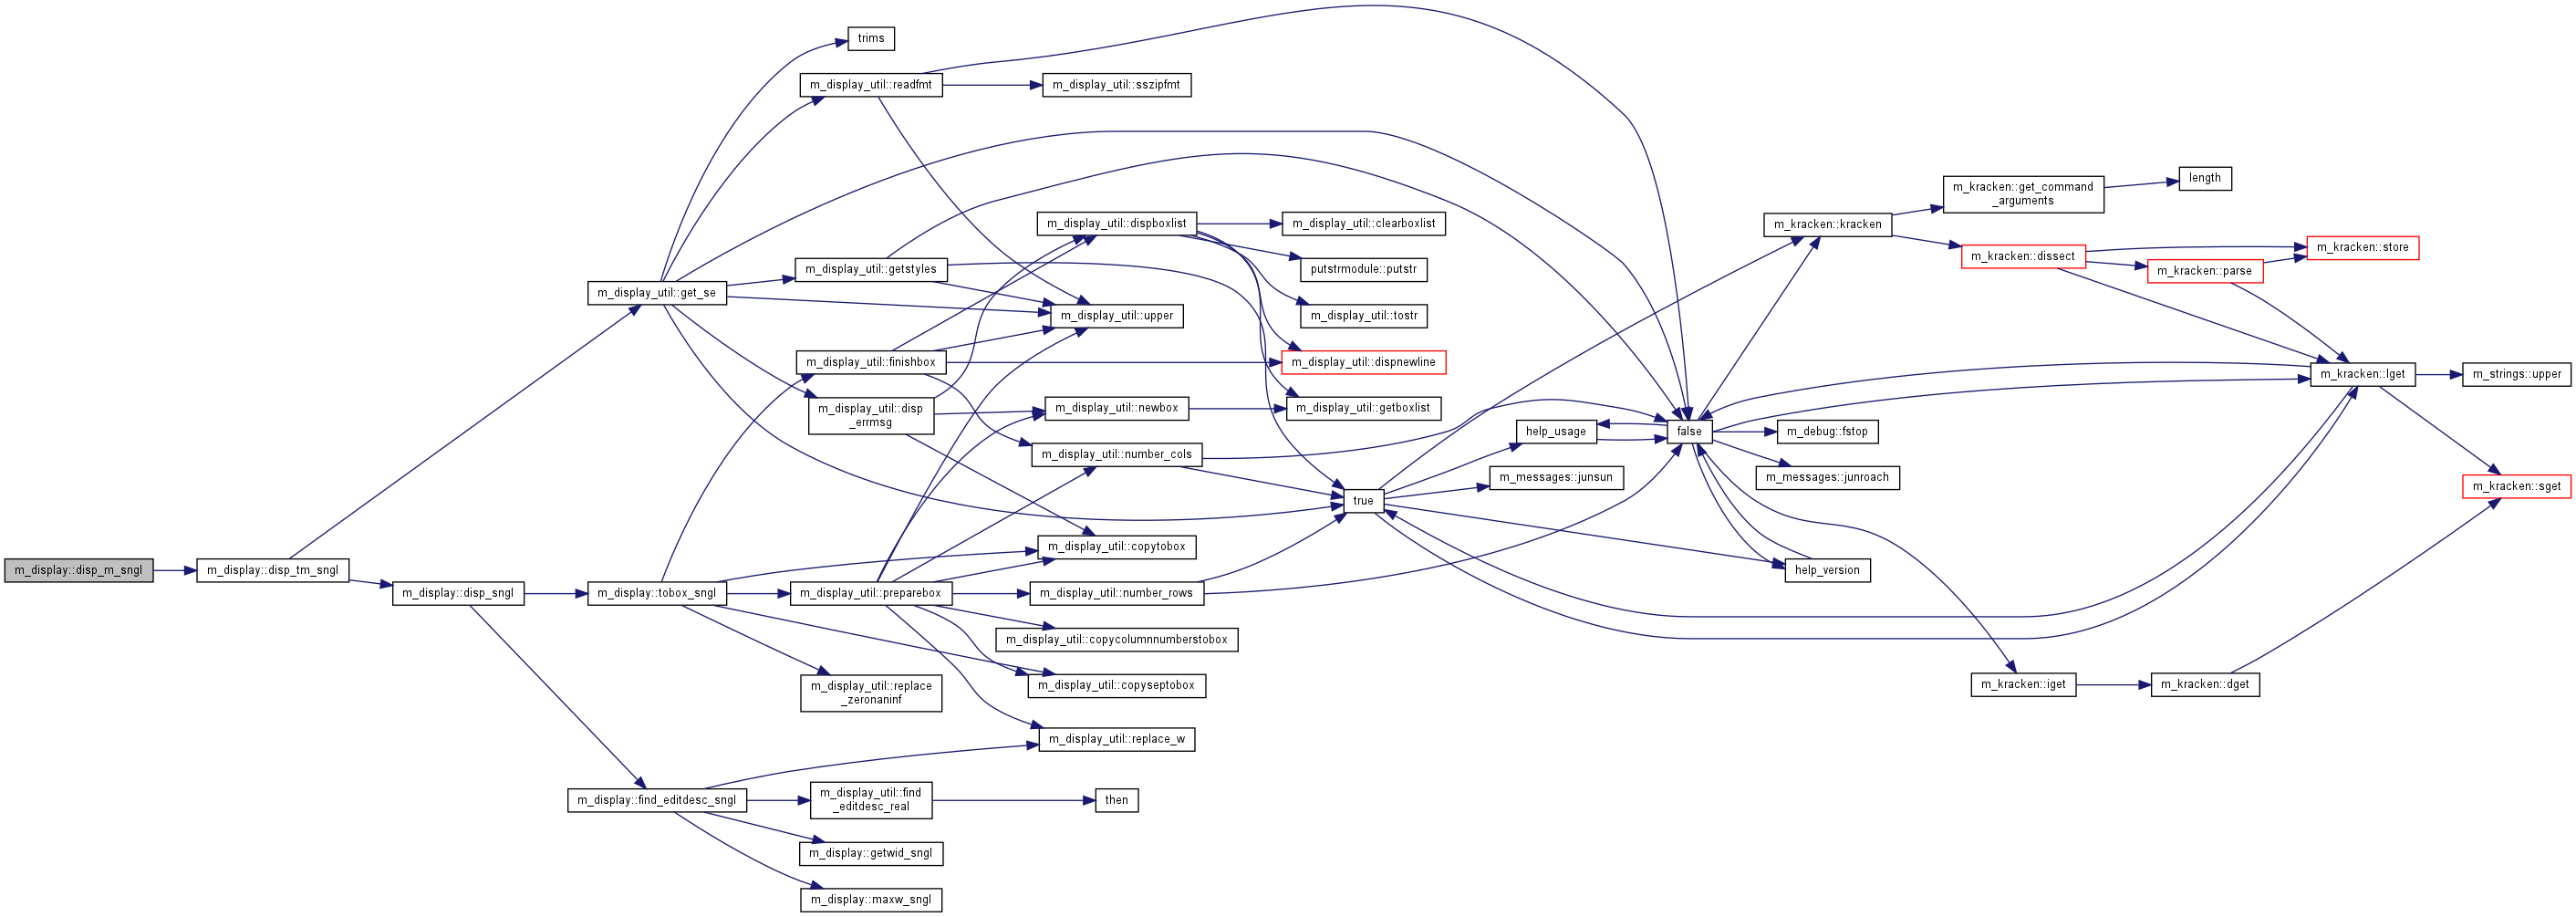 trims
m_display_util::readfmt
m_display_util::sszipfmt
length
m_kracken::get_command
_arguments
m_display_util::dispboxlist
m_display_util::clearboxlist
m_kracken::kracken
m_kracken::store
m_kracken::dissect
m_kracken::parse
m_display_util::getstyles
putstrmodule::putstr
m_display_util::get_se
m_display_util::upper
m_display_util::tostr
m_display_util::finishbox
m_display_util::dispnewline
m_kracken::lget
m_strings::upper
m_display_util::disp
_errmsg
m_display_util::newbox
m_display_util::getboxlist
help_usage
false
m_debug::fstop
m_display_util::number_cols
m_messages::junsun
m_messages::junroach
m_kracken::sget
true
m_display_util::copytobox
m_display::disp_m_sngl
m_display::disp_tm_sngl
help_version
m_display::disp_sngl
m_display::tobox_sngl
m_display_util::preparebox
m_display_util::number_rows
m_display_util::copycolumnnumberstobox
m_display_util::replace
_zeronaninf
m_display_util::copyseptobox
m_kracken::iget
m_kracken::dget
m_display_util::replace_w
m_display::find_editdesc_sngl
m_display_util::find
_editdesc_real
then
m_display::getwid_sngl
m_display::maxw_sngl